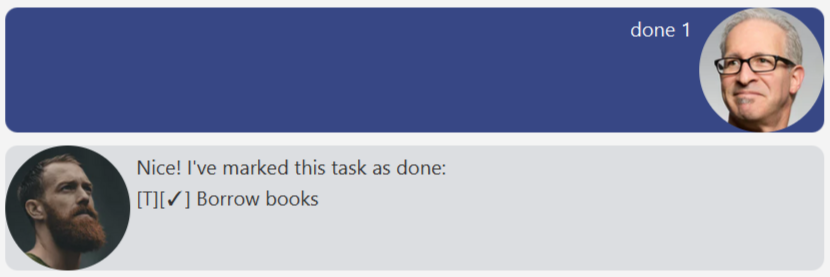 done 1
Nice! I've marked this task as done:
[T][✓] Borrow books